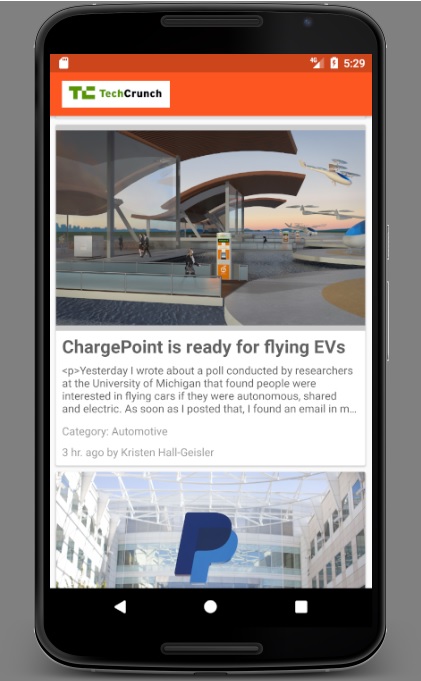 4G 5:29
TC TechCrunch
ChargePoint is ready for flying EVs
<p>Yesterday I wrote about a poll conducted by researchers
at the University of Michigan that found people were
interested in flying cars if they were autonomous, shared
and electric. As soon as I posted that, I found an email in m...
Category: Automotive
3 hr. ago by Kristen Hall-Geisler